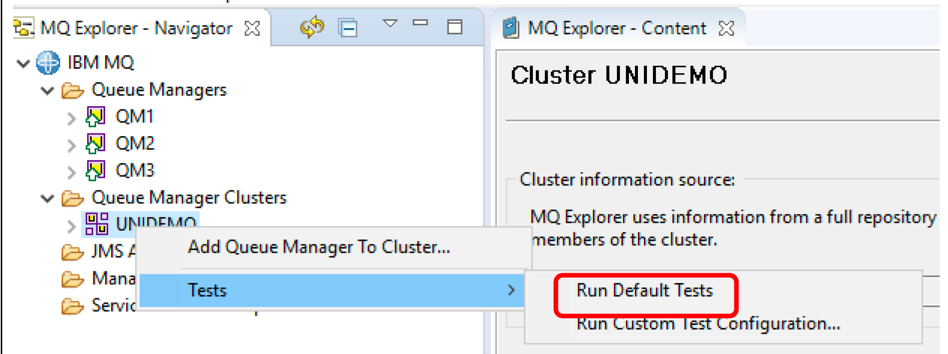 MQ Explorer - Navigator
IBM MQ
Queue Managers
QM1
QM2
QM3
Queue Manager Clusters
UNIDEMO
JMS A
Mana
Servic
Add Queue Manager To Cluster...
Tests
Run Default Tests
Run Custom Test Configuration...
MQ Explorer - Content
Cluster UNIDEMO
Cluster information source:
MQ Explorer uses information from a full repository
members of the cluster.